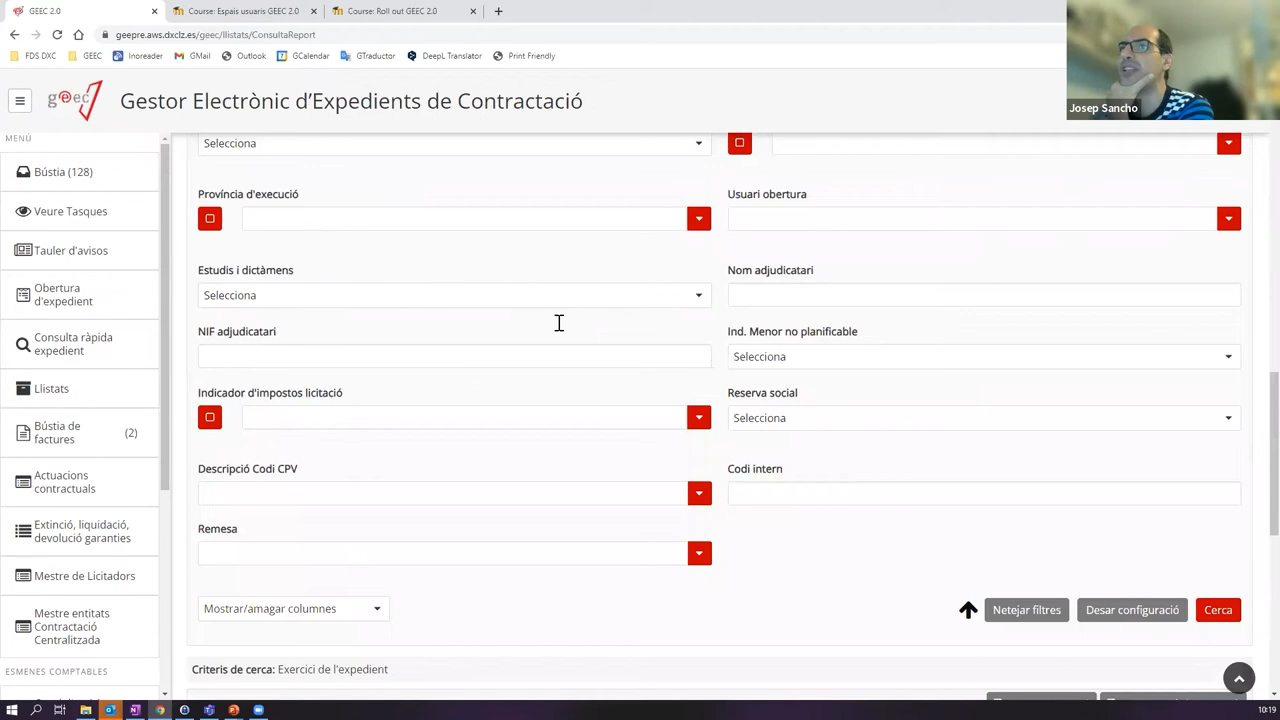 GEEC 2.0
Course: Espais usuaris GEEC 2.0
Course: Roll out GEEC 2.0
geepre.aws.dxclz.es/geec/llistats/ConsultaReport
FDS DXC GEEC Inoreader GMail Outlook GCalendar GTraductor DeepL Translator Print Friendly
geec
Gestor Electrònic d'Expedients de Contractació
Josep Sancho
MENÚ
Bústia (128)
Veure Tasques
Tauler d'avisos
Obertura
d'expedient
Consulta ràpida
expedient
Llistats
Bústia de
factures (2)
Actuacions
contractuals
Extinció, liquidació,
devolució garanties
Mestre de Licitadors
Mestre entitats
Contractació
Centralitzada
ESMENES COMPTABLES
Selecciona
Província d'execució
Usuari obertura
Estudis i dictàmens
Selecciona
Nom adjudicatari
NIF adjudicatari
Ind. Menor no planificable
Selecciona
Indicador d'impostos licitació
Reserva social
Selecciona
Descripció Codi CPV
Codi intern
Remesa
Mostrar/amagar columnes
Netejar filtres
Desar configuració
Cerca
Criteris de cerca: Exercici de l'expedient
10:19